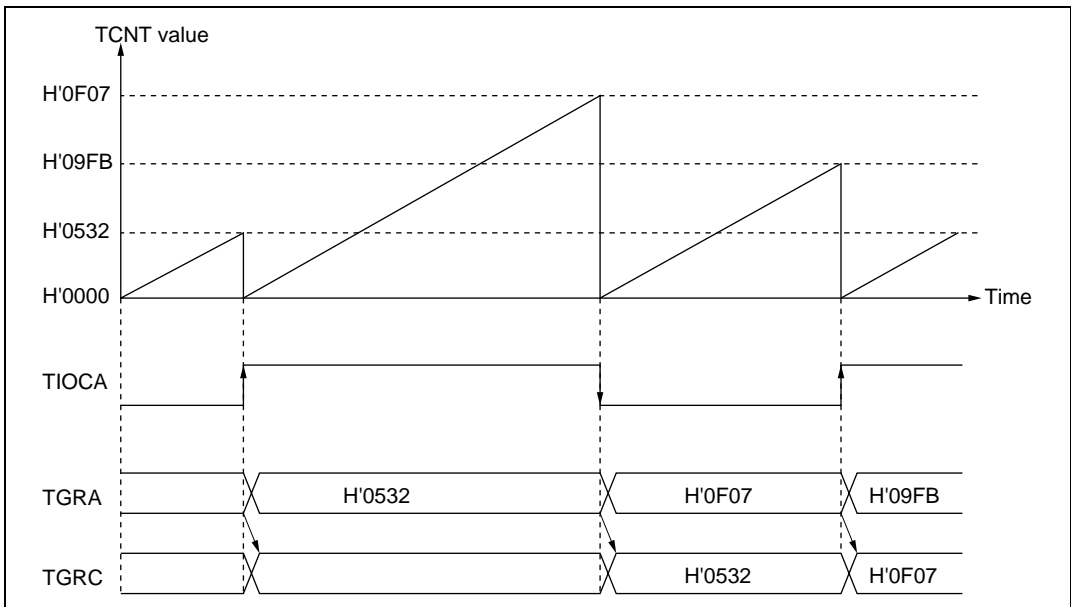 TCNT value
H'0F07
H'09FB
H'0532
H'0000
Time
TIOCA
TGRA
H'0532
H'0F07
H'09FB
TGRC
H'0532
H'0F07